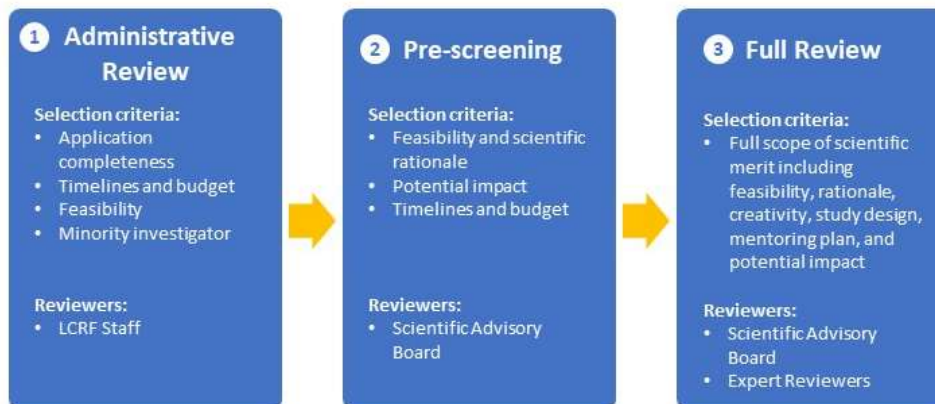 1 Administrative
Review
Selection criteria:
• Application
completeness
• Timelines and budget
• Feasibility
• Minority investigator
Reviewers:
• LCRF Staff
2 Pre-screening
Selection criteria:
• Feasibility and scientific
rationale
• Potential impact
• Timelines and budget
Reviewers:
• Scientific Advisory
Board
3 Full Review
Selection criteria:
• Full scope of scientific
merit including
feasibility, rationale,
creativity, study design,
mentoring plan, and
potential impact
Reviewers:
• Scientific Advisory
Board
• Expert Reviewers